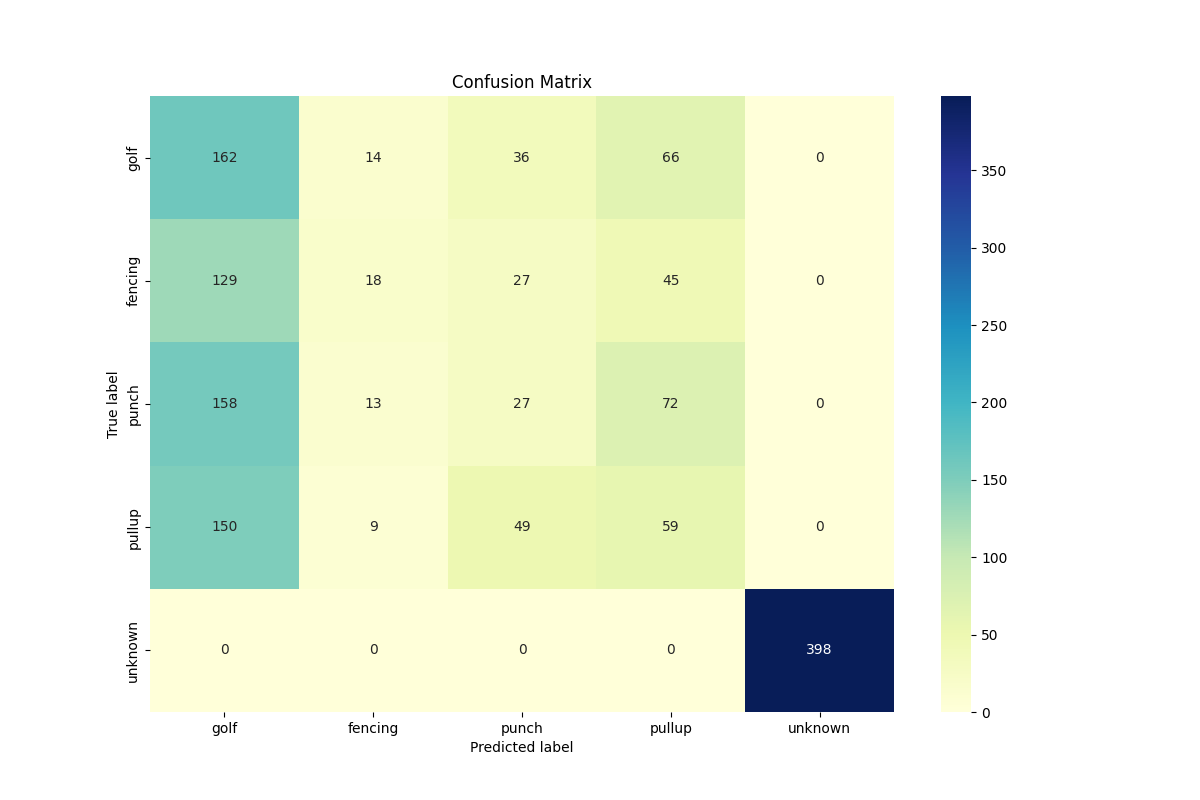 Confusion Matrix
True label
golf 162 14 36 66 0
fencing 129 18 27 45 0
punch 158 13 27 72 0
pullup 150 9 49 59 0
unknown 0 0 0 0 398
golf fencing punch pullup unknown
Predicted label
350
300
250
200
150
100
50
0